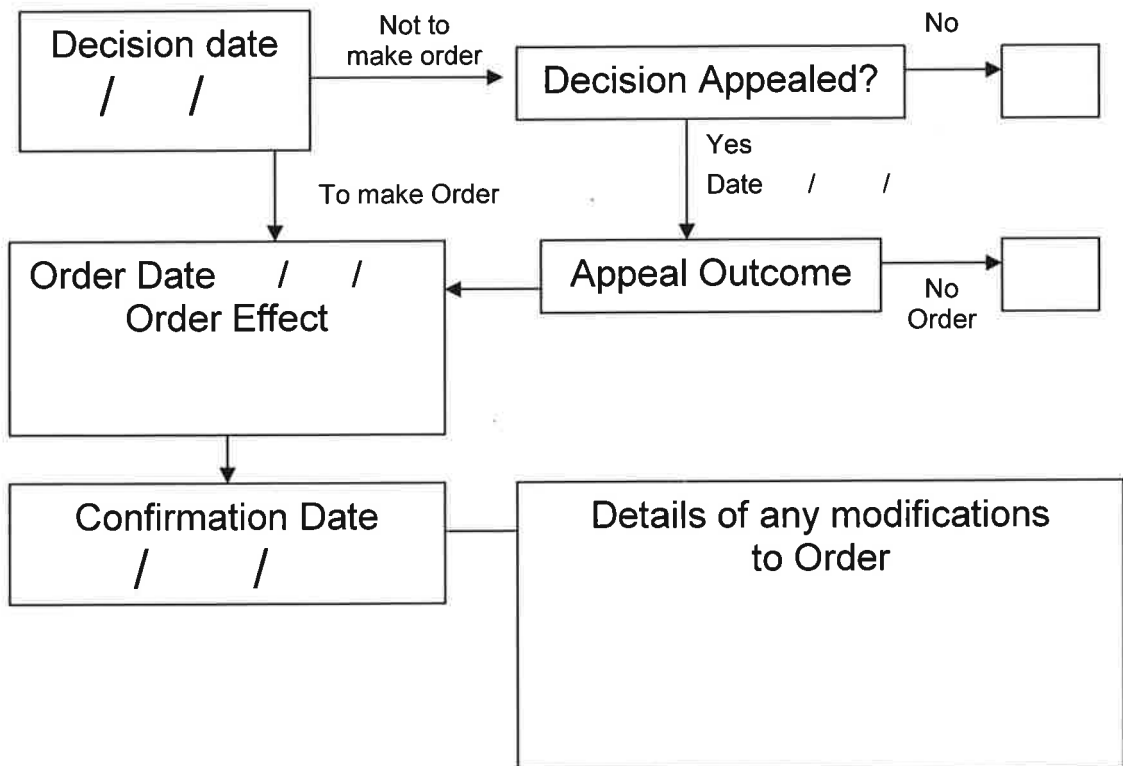 Decision date
/ /
Not to
make order
Decision Appealed?
No
Yes
Date / /
To make Order
Order Date / /
Order Effect
Appeal Outcome
No
Order
Confirmation Date
/ /
Details of any modifications
to Order